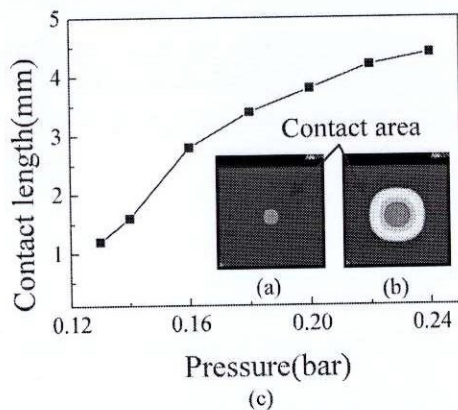 5
4
3
2
1
Contact length(mm)
Contact area
(a)
(b)
0.12
0.16
0.20
0.24
Pressure(bar)
(c)